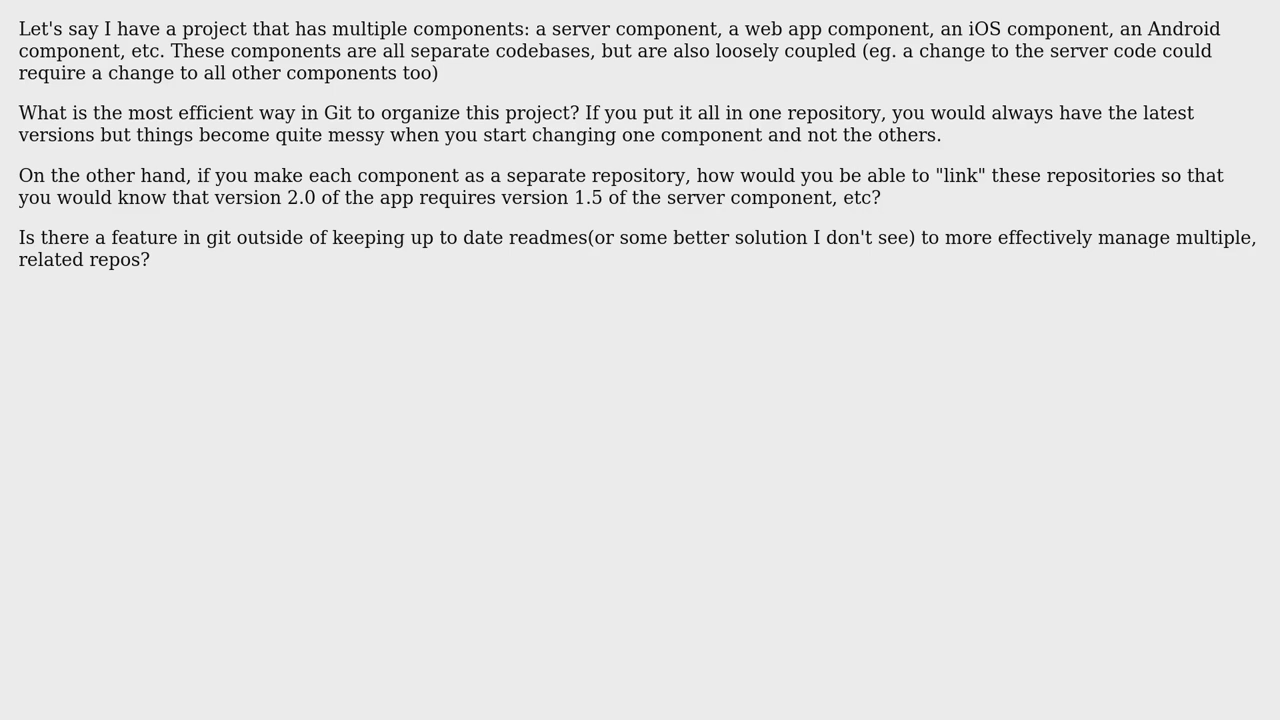 Let's say I have a project that has multiple components: a server component, a web app component, an iOS component, an Android
component, etc. These components are all separate codebases, but are also loosely coupled (eg. a change to the server code could
require a change to all other components too)
What is the most efficient way in Git to organize this project? If you put it all in one repository, you would always have the latest
versions but things become quite messy when you start changing one component and not the others.
On the other hand, if you make each component as a separate repository, how would you be able to "link" these repositories so that
you would know that version 2.0 of the app requires version 1.5 of the server component, etc?
Is there a feature in git outside of keeping up to date readmes(or some better solution I don't see) to more effectively manage multiple,
related repos?